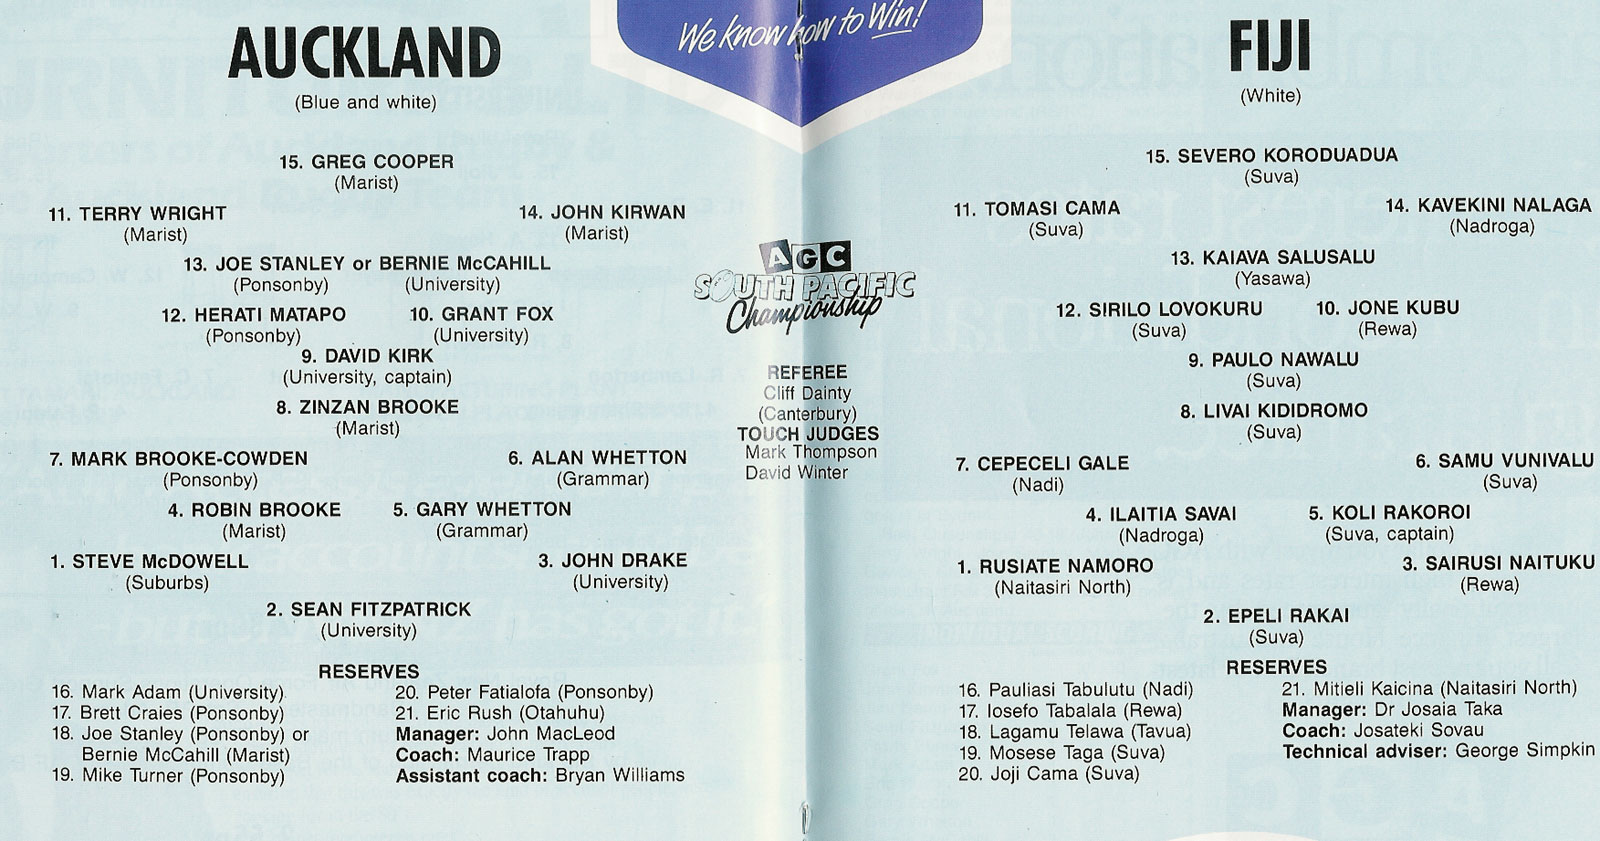 We know how to Win!
AUCKLAND
(Blue and white)
15. GREG COOPER
(Marist)
11. TERRY WRIGHT
(Marist)
14. JOHN KIRWAN
(Marist)
13. JOE STANLEY or BERNIE McCAHILL
(Ponsonby) (University)
12. HERATI MATAPO
(Ponsonby)
10. GRANT FOX
(University)
9. DAVID KIRK
(University, captain)
8. ZINZAN BROOKE
(Marist)
7. MARK BROOKE-COWDEN
(Ponsonby)
6. ALAN WHETTON
(Grammar)
4. ROBIN BROOKE
(Marist)
5. GARY WHETTON
(Grammar)
1. STEVE McDOWELL
(Suburbs)
3. JOHN DRAKE
(University)
2. SEAN FITZPATRICK
(University)
RESERVES
16. Mark Adam (University)
17. Brett Craies (Ponsonby)
18. Joe Stanley (Ponsonby) or
Bernie McCahill (Marist)
19. Mike Turner (Ponsonby)
20. Peter Fatialofa (Ponsonby)
21. Eric Rush (Otahuhu)
Manager: John MacLeod
Coach: Maurice Trapp
Assistant coach: Bryan Williams
AGC
SOUTH PACIFIC
Championship
REFEREE
Cliff Dainty
(Canterbury)
TOUCH JUDGES
Mark Thompson
David Winter
FIJI
(White)
15. SEVERO KORODUADUA
(Suva)
11. TOMASI CAMA
(Suva)
14. KAVEKINI NALAGA
(Nadroga)
13. KAIAVA SALUSALU
(Yasawa)
12. SIRILO LOVOKURU
(Suva)
10. JONE KUBU
(Rewa)
9. PAULO NAWALU
(Suva)
8. LIVAI KIDIDROMO
(Suva)
7. CEPECELI GALE
(Nadi)
6. SAMU VUNIVALU
(Suva)
4. ILAITIA SAVAI
(Nadroga)
5. KOLI RAKOROI
(Suva, captain)
1. RUSIATE NAMORO
(Naitasiri North)
3. SAIRUSI NAITUKU
(Rewa)
2. EPELI RAKAI
(Suva)
RESERVES
16. Pauliasi Tabulutu (Nadi)
17. Iosefo Tabalala (Rewa)
18. Lagamu Telawa (Tavua)
19. Mosese Taga (Suva)
20. Joji Cama (Suva)
21. Mitieli Kaicina (Naitasiri North)
Manager: Dr Josaia Taka
Coach: Josateki Sovau
Technical adviser: George Simpkin